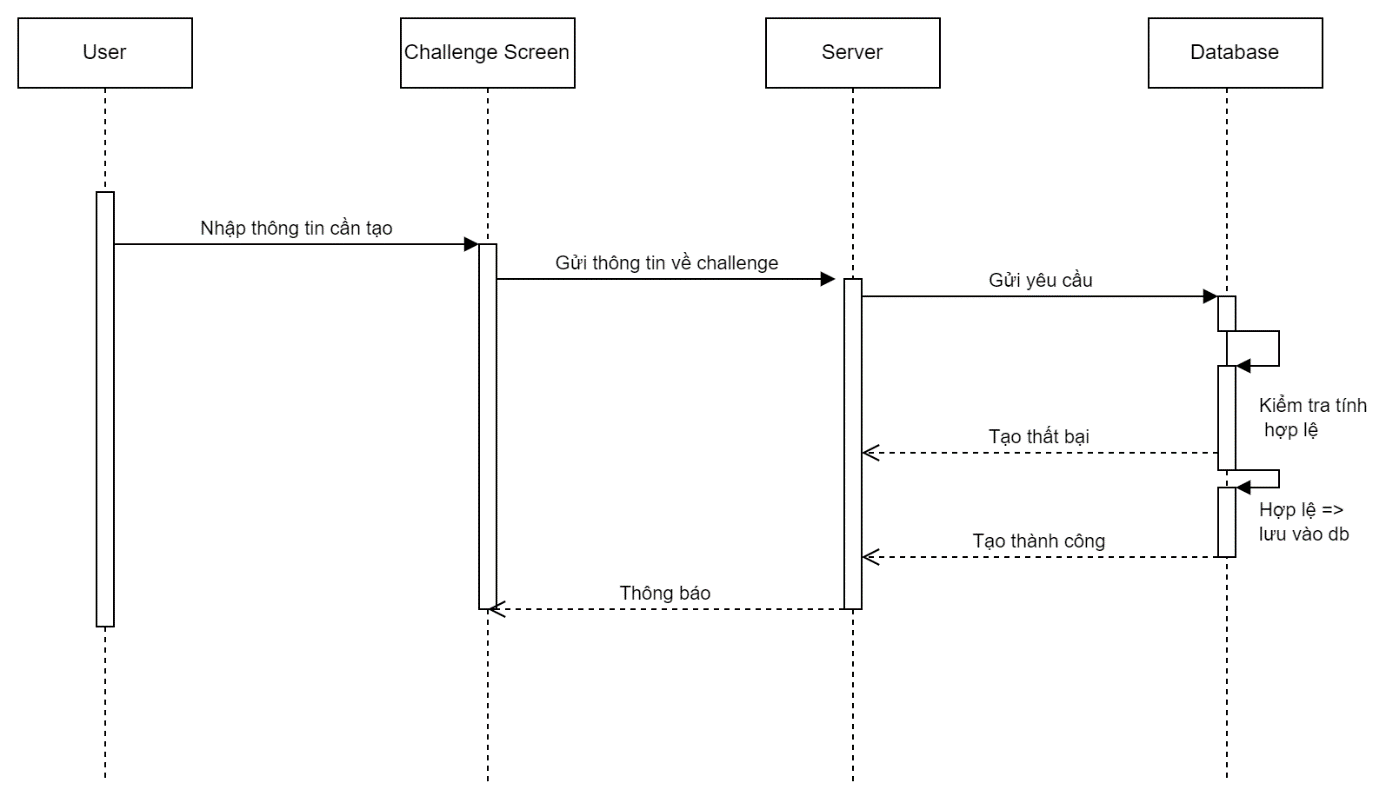 User
Challenge Screen
Server
Database
Nhập thông tin cần tạo
Gửi thông tin về challenge
Gửi yêu cầu
Kiểm tra tính
hợp lệ
Tạo thất bại
Hợp lệ =>
lưu vào db
Tạo thành công
Thông báo